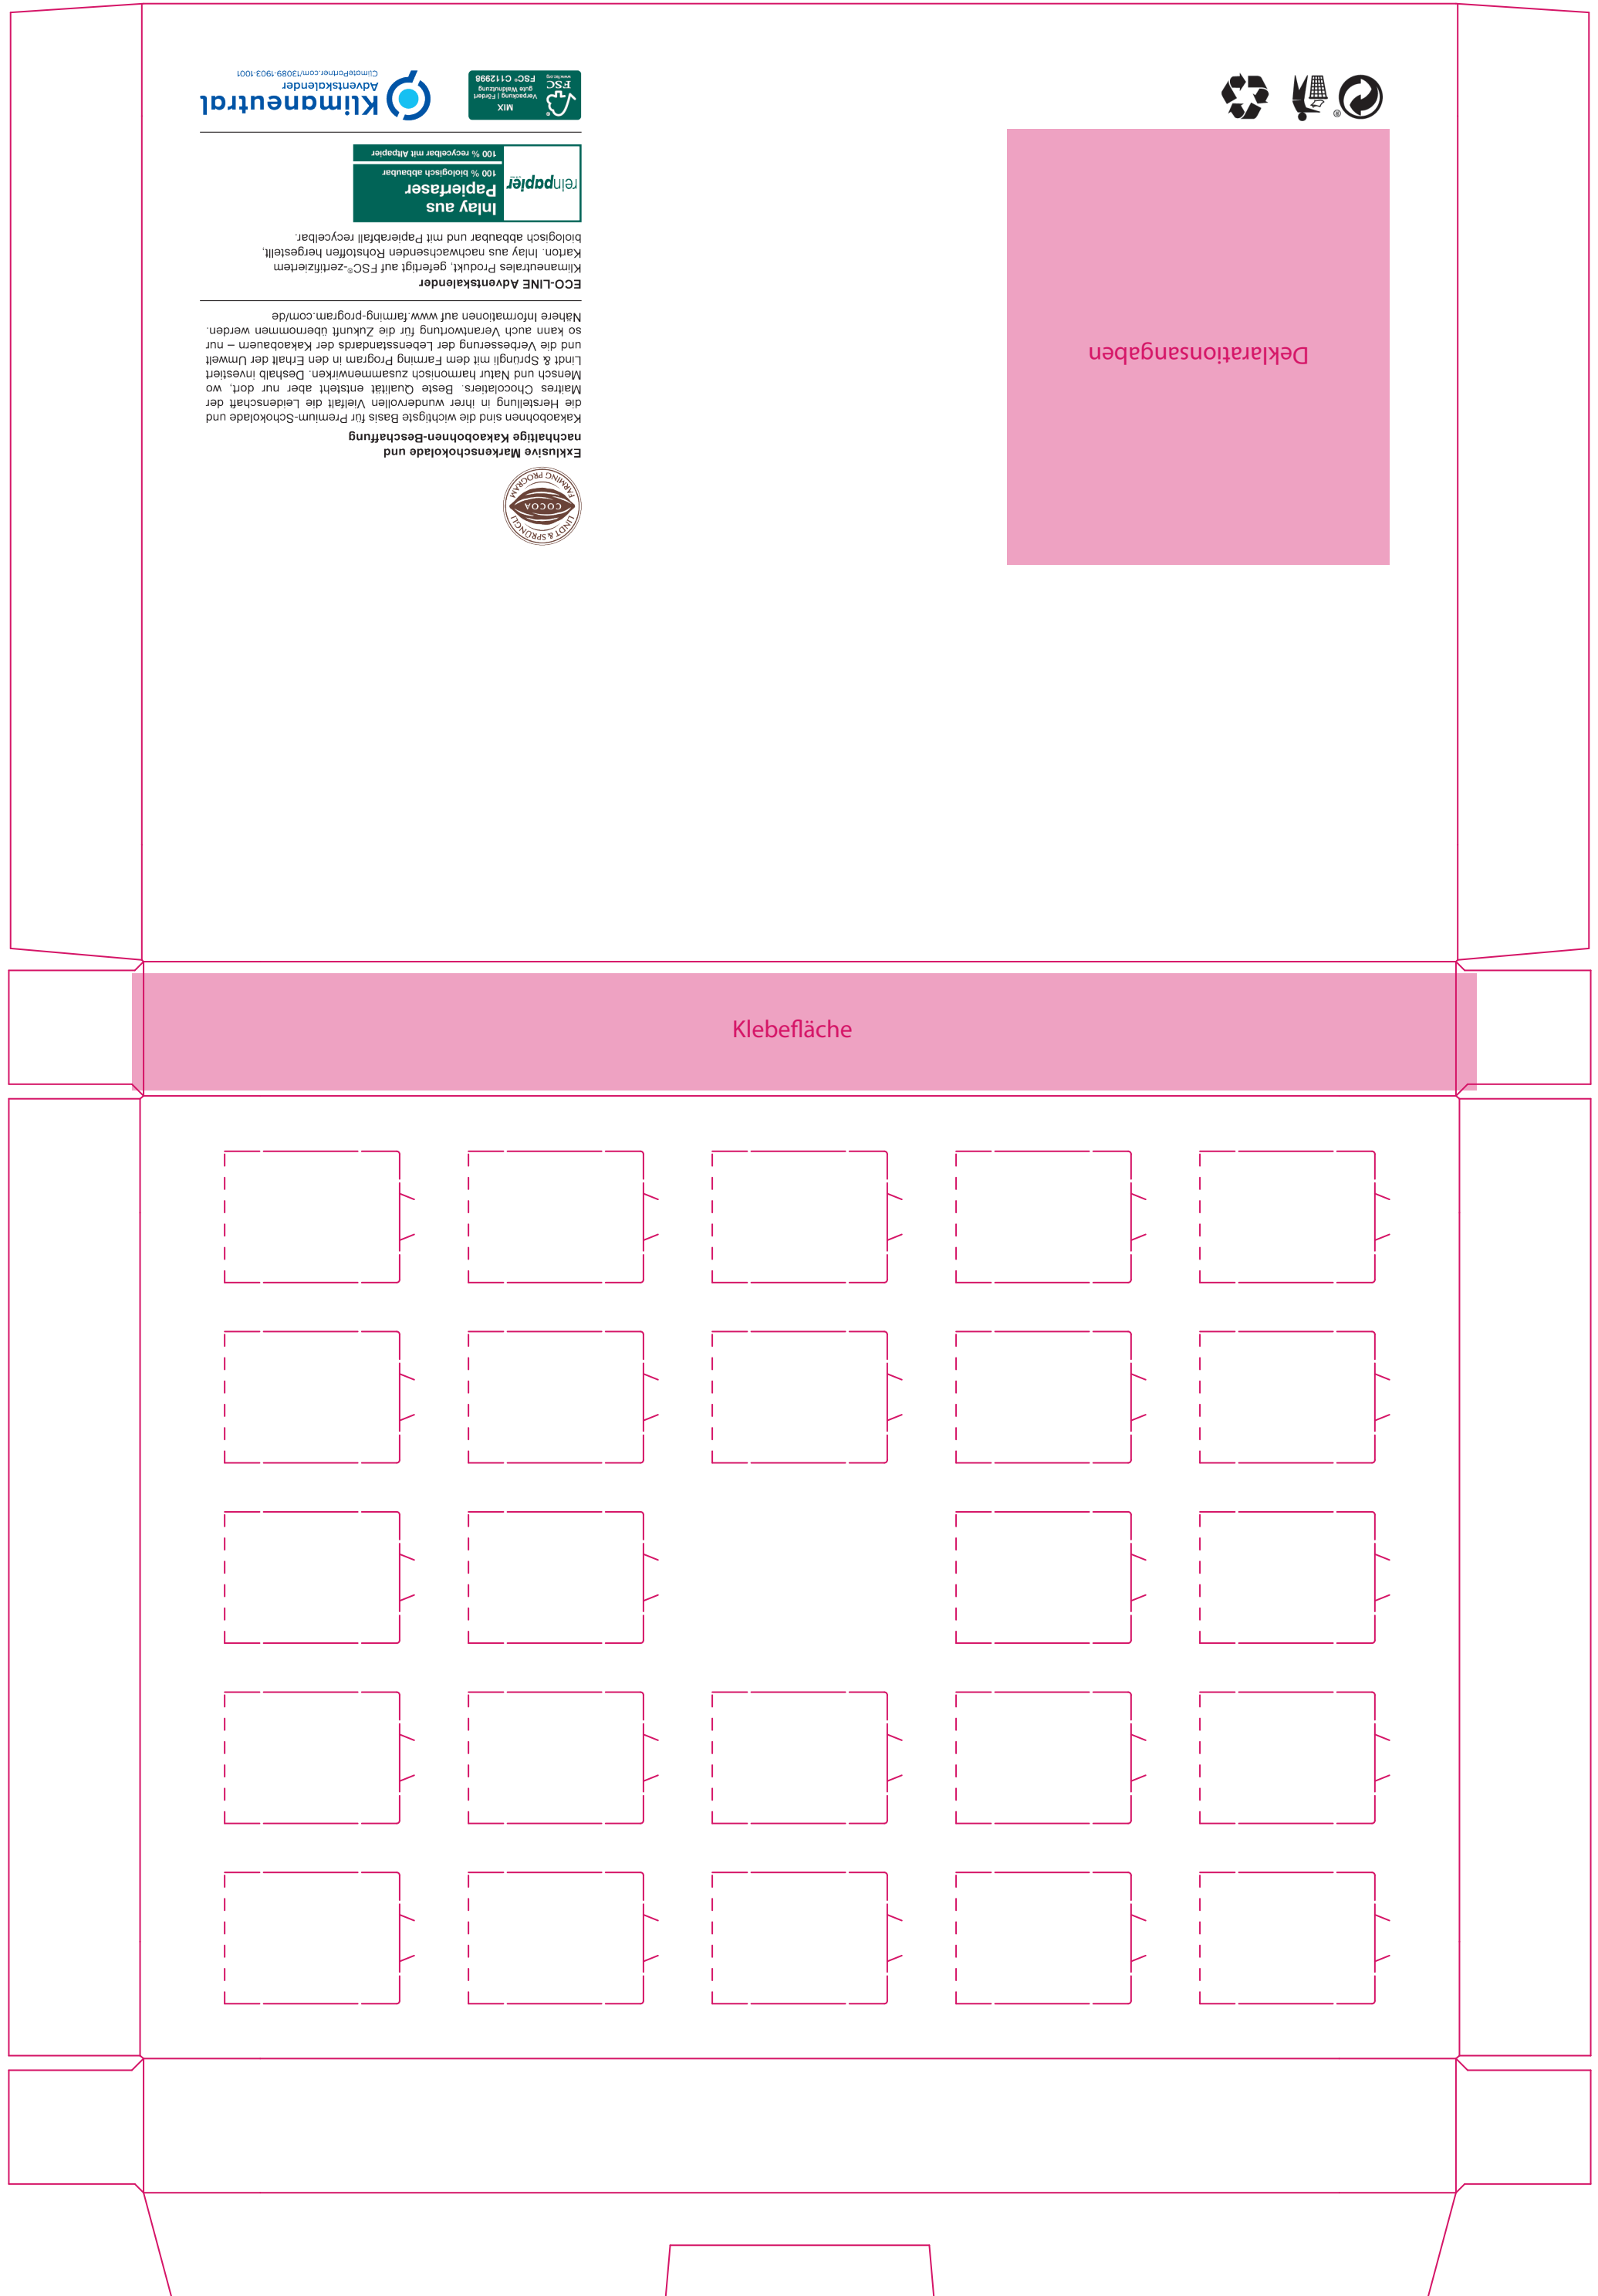 LINDT & SPRÜNGLI
COCOA
FARMING PROGRAM
Exklusive Markenschokolade und
nachhaltige Kakaobohnen-Beschaffung
Kakaobohnen sind die wichtigste Basis für Premium-Schokolade und
die Herstellung in ihrer wundervollen Vielfalt die Leidenschaft der
Maitres Chocolatiers. Beste Qualität entsteht aber nur dort, wo
Mensch und Natur harmonisch zusammenwirken. Deshalb investiert
Lindt & Sprüngli mit dem Farming Program in den Erhalt der Umwelt
und die Verbesserung der Lebensstandards der Kakaobauern – nur
so kann auch Verantwortung für die Zukunft übernommen werden.
Nähere Informationen auf www.farming-program.com/de
ECO-LINE Adventskalender
Klimaneutrales Produkt, gefertigt auf FSC®-zertifiziertem
Karton. Inlay aus nachwachsenden Rohstoffen hergestellt,
biologisch abbaubar und mit Papierabfall recycelbar.
reinpapier
Inlay aus
Papierfaser
100 % biologisch abbaubar
100 % recycelbar mit Altpapier
FSC
www.fsc.org
MIX
Verpackung | Fördert
gute Waldnutzung
FSC® C112998
Klimaneutral
Adventskalender
ClimatePartner.com/13089-1903-1001
Deklarationsangaben
®
Klebefläche